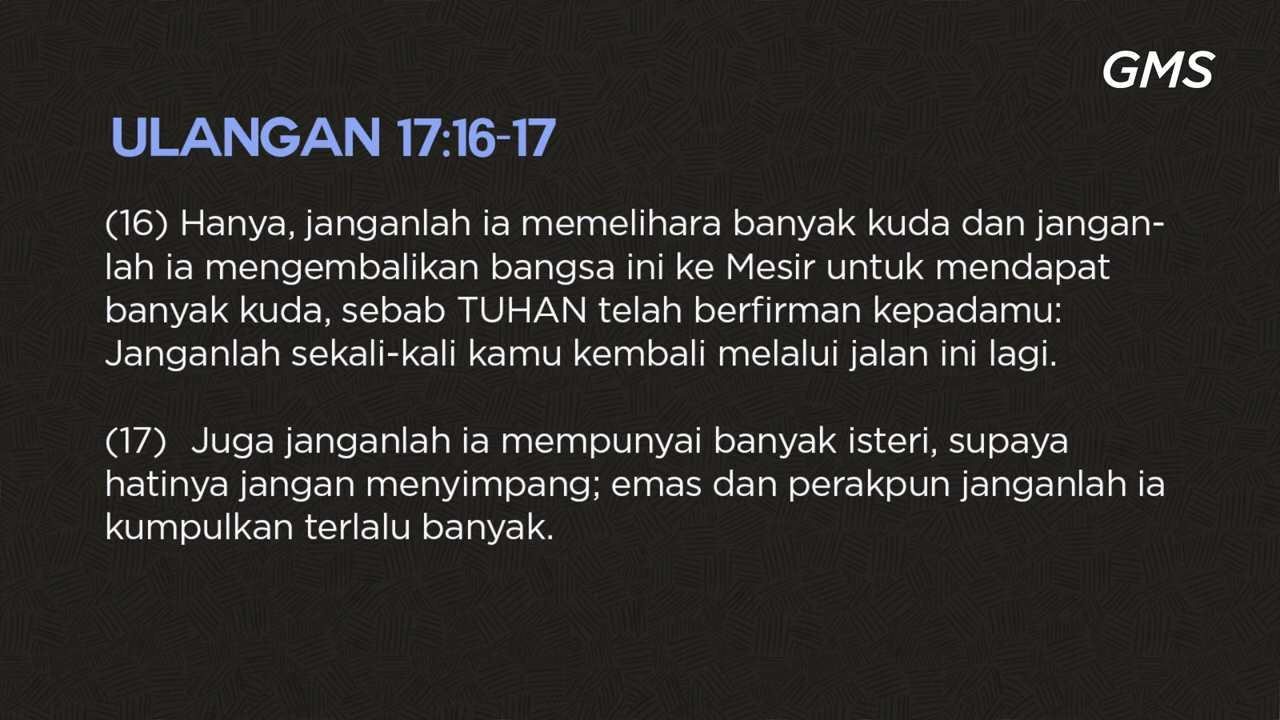 GMS
ULANGAN 17:16-17
(16) Hanya, janganlah ia memelihara banyak kuda dan jangan-
lah ia mengembalikan bangsa ini ke Mesir untuk mendapat
banyak kuda, sebab TUHAN telah berfirman kepadamu:
Janganlah sekali-kali kamu kembali melalui jalan ini lagi.
(17) Juga janganlah ia mempunyai banyak isteri, supaya
hatinya jangan menyimpang; emas dan perakpun janganlah ia
kumpulkan terlalu banyak.